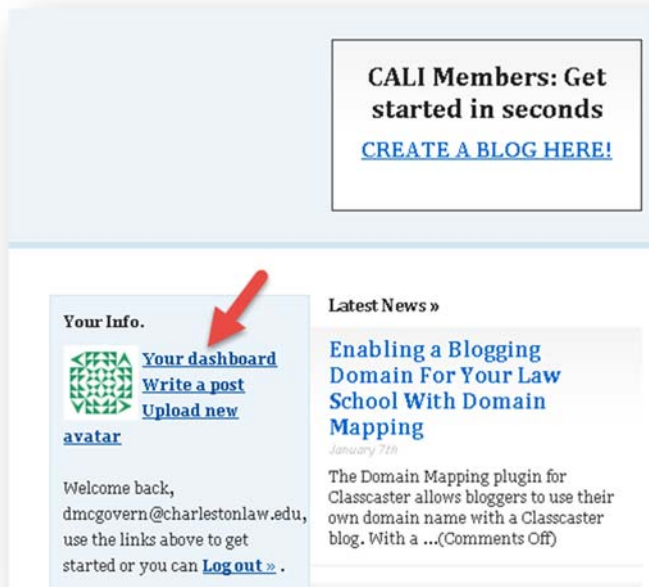 CALI Members: Get
started in seconds
CREATE A BLOG HERE!
Your Info.
Your dashboard
Write a post
Upload new
avatar
Welcome back,
dmcgovern@charlestonlaw.edu,
use the links above to get
started or you can Log out » .
Latest News »
Enabling a Blogging
Domain For Your Law
School With Domain
Mapping
January 7th
The Domain Mapping plugin for
Classcaster allows bloggers to use their
own domain name with a Classcaster
blog. With a ...(Comments Off)